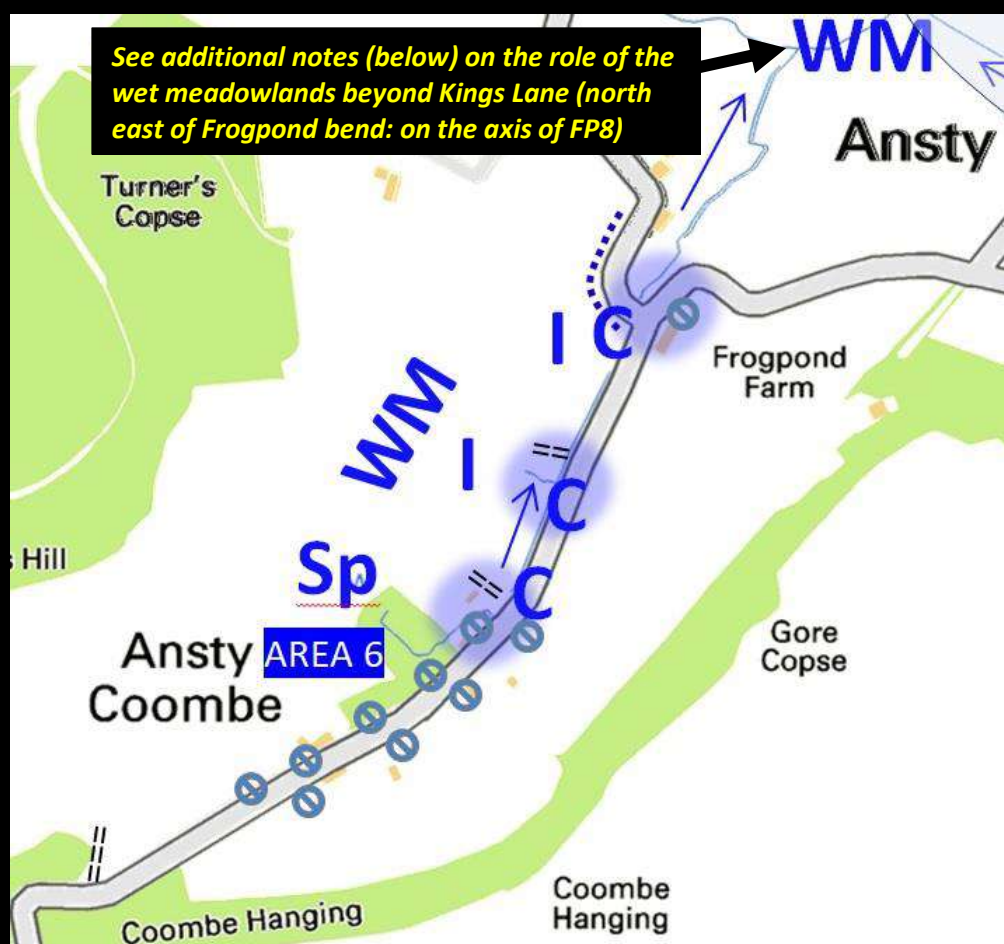 See additional notes (below) on the role of the
wet meadowlands beyond Kings Lane (north
east of Frogpond bend: on the axis of FP8)
WM
Ansty
Turner's
Copse
I
C
Frogpond
Farm
WM
I
C
Hill
Sp
C
Ansty
Coombe
AREA 6
Gore
Copse
Coombe Hanging
Coombe
Hanging